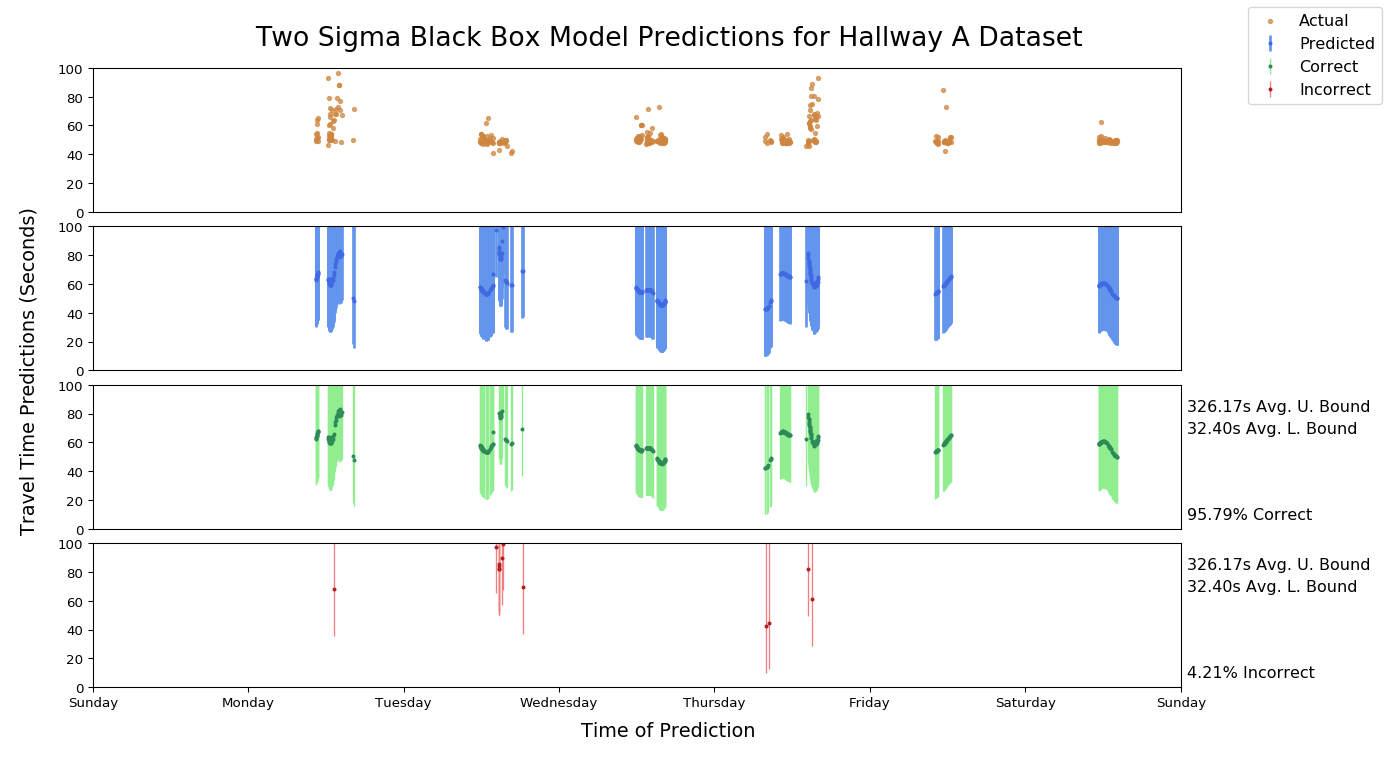 Two Sigma Black Box Model Predictions for Hallway A Dataset
Actual
Predicted
Correct
Incorrect
Travel Time Predictions (Seconds)
100
80
60
40
20
0
100
80
60
40
20
0
100
80
60
40
20
0
326.17s Avg. U. Bound
32.40s Avg. L. Bound
95.79% Correct
100
80
60
40
20
0
326.17s Avg. U. Bound
32.40s Avg. L. Bound
4.21% Incorrect
Sunday Monday Tuesday Wednesday Thursday Friday Saturday Sunday
Time of Prediction